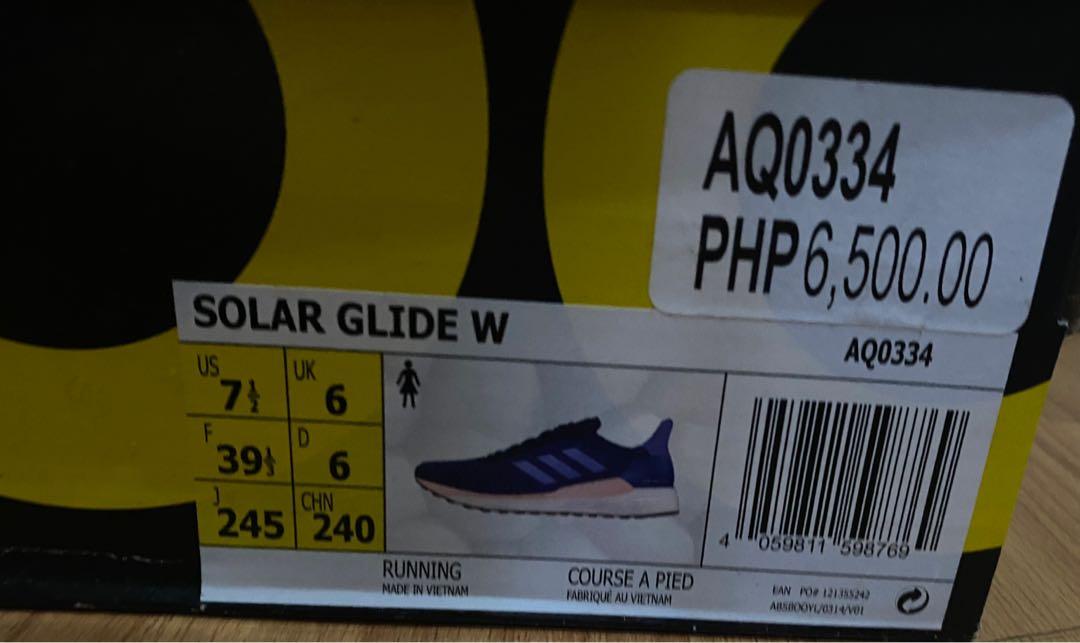 AQ0334
PHP6,500.00
SOLAR GLIDE W
AQ0334
US 7½ UK 6
F 39⅓ D 6
J 245 CHN 240
4 059811 598769
RUNNING COURSE A PIED
MADE IN VIETNAM FABRIQUÉ AU VIETNAM
EAN PO# 121355242